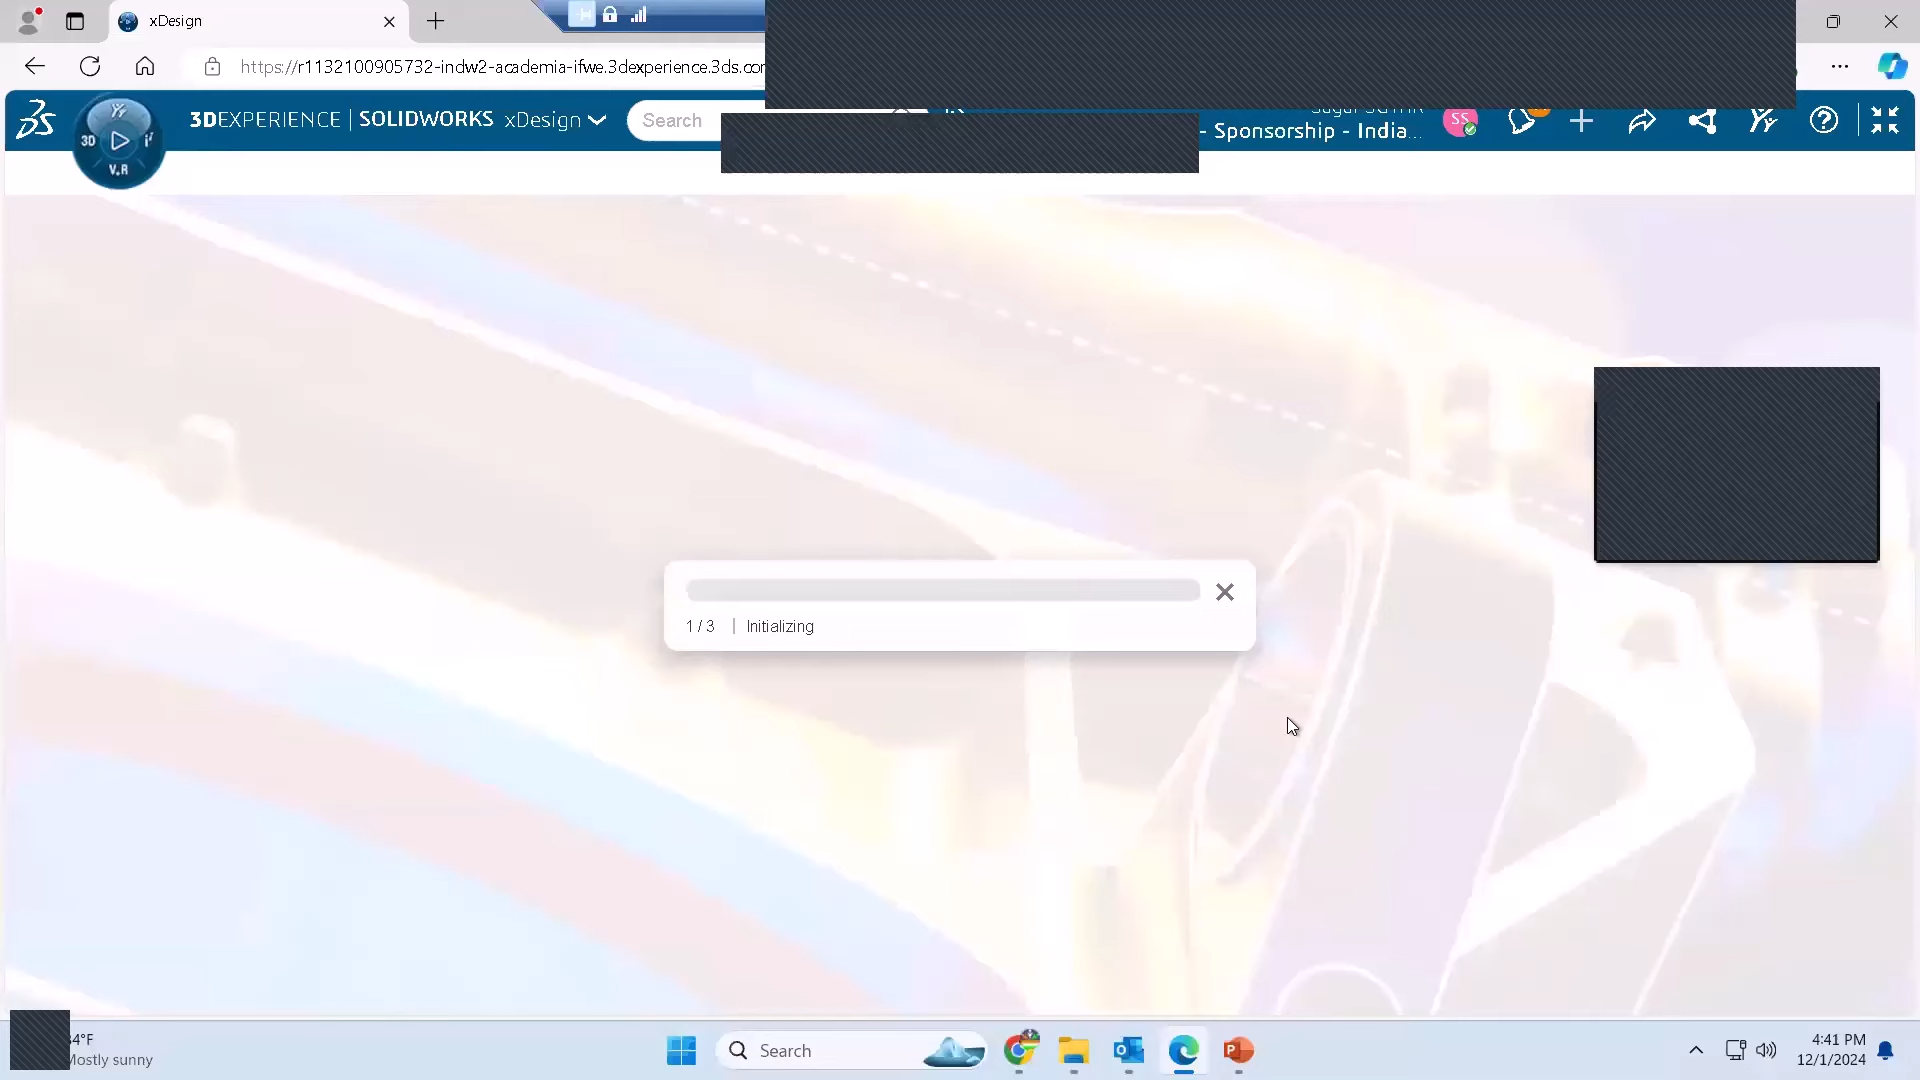 xDesign
https://r1132100905732-indw2-academia-ifwe.3dexperience.3ds.com
3DEXPERIENCE | SOLIDWORKS xDesign
Search
- Sponsorship - India...
SS
3D
V.R
1 / 3 | Initializing
Mostly sunny
Search
4:41 PM
12/1/2024